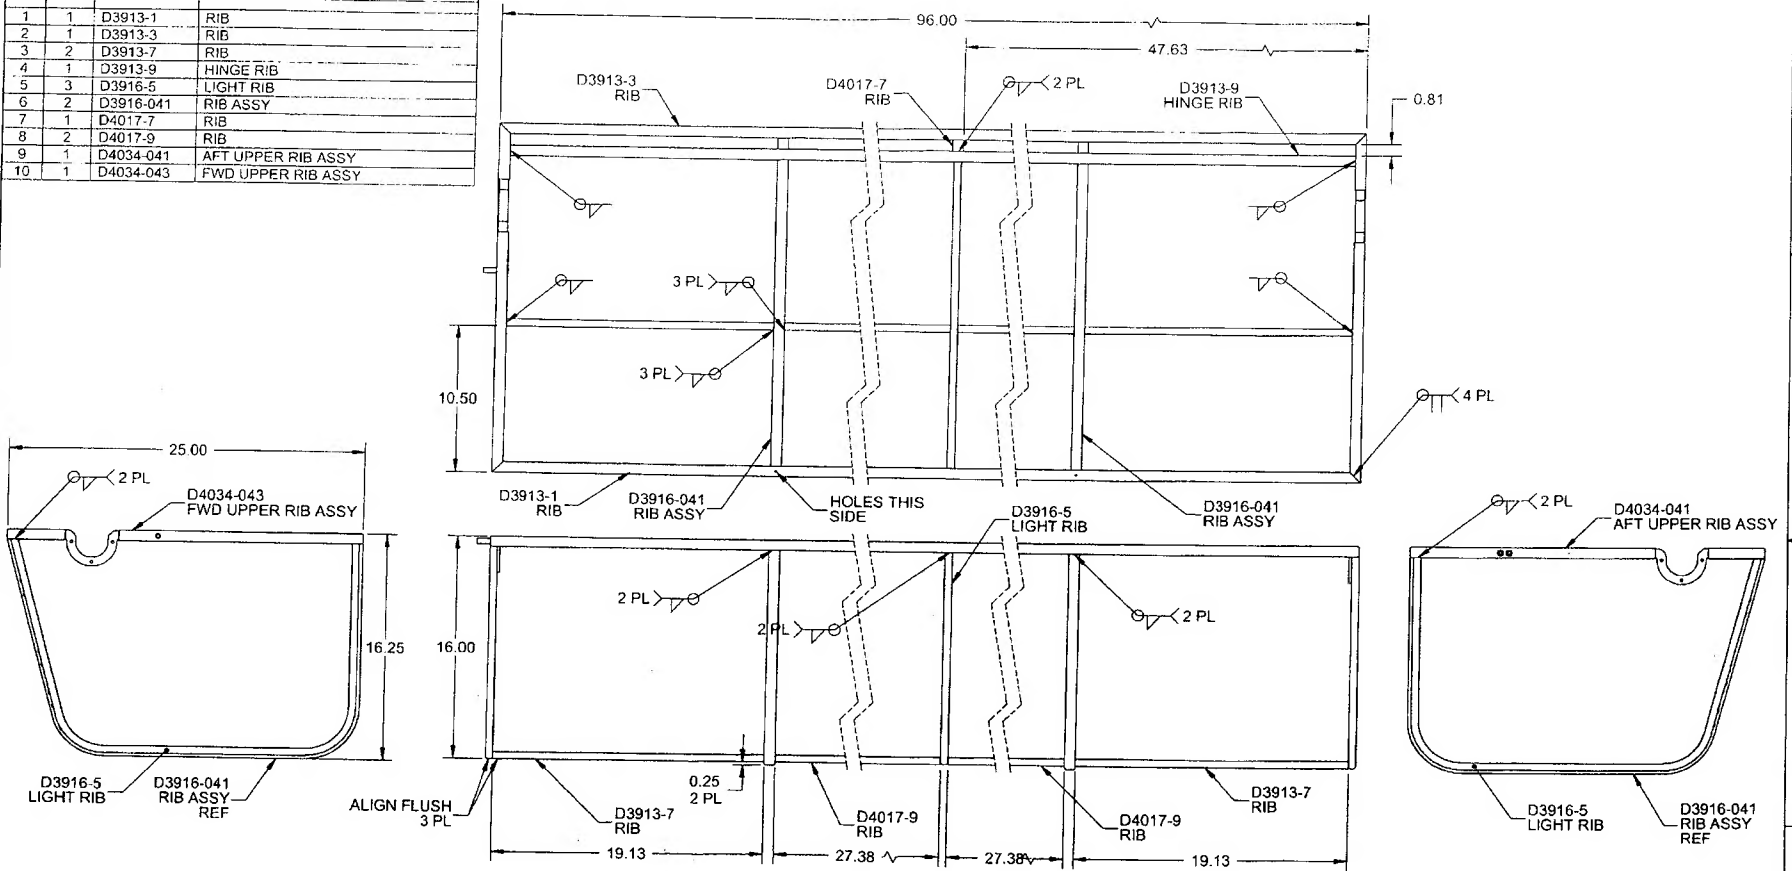 1 1 D3913-1 RIB
2 1 D3913-3 RIB
3 2 D3913-7 RIB
4 1 D3913-9 HINGE RIB
5 3 D3916-5 LIGHT RIB
6 2 D3916-041 RIB ASSY
7 1 D4017-7 RIB
8 2 D4017-9 RIB
9 1 D4034-041 AFT UPPER RIB ASSY
10 1 D4034-043 FWD UPPER RIB ASSY
96.00
47.63
D3913-3
RIB
D4017-7
RIB
2 PL
D3913-9
HINGE RIB
0.81
3 PL
3 PL
10.50
4 PL
D3913-1
RIB
D3916-041
RIB ASSY
HOLES THIS
SIDE
D3916-041
RIB ASSY
25.00
2 PL
D4034-043
FWD UPPER RIB ASSY
16.25
D3916-5
LIGHT RIB
D3916-041
RIB ASSY
REF
16.00
D3916-5
LIGHT RIB
2 PL
2 PL
2 PL
ALIGN FLUSH
3 PL
D3913-7
RIB
0.25
2 PL
D4017-9
RIB
D4017-9
RIB
D3913-7
RIB
19.13
27.38
27.38
19.13
2 PL
D4034-041
AFT UPPER RIB ASSY
D3916-5
LIGHT RIB
D3916-041
RIB ASSY
REF